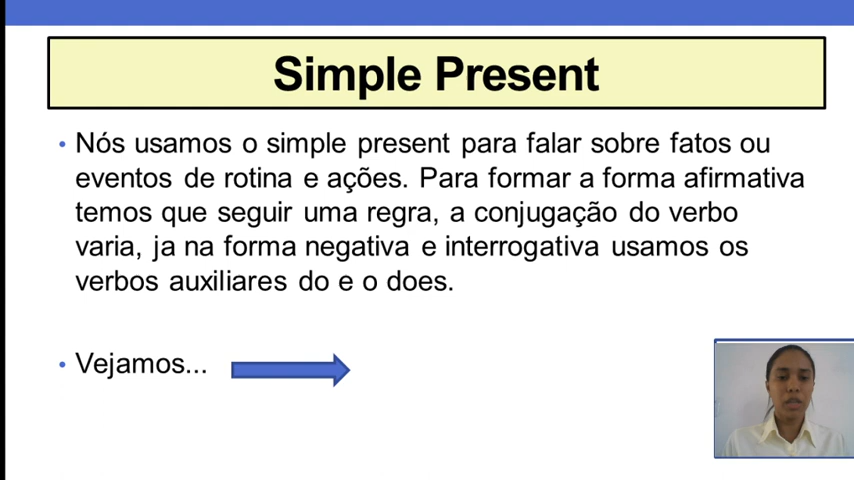 Simple Present
• Nós usamos o simple present para falar sobre fatos ou
eventos de rotina e ações. Para formar a forma afirmativa
temos que seguir uma regra, a conjugação do verbo
varia, ja na forma negativa e interrogativa usamos os
verbos auxiliares do e o does.
• Vejamos...